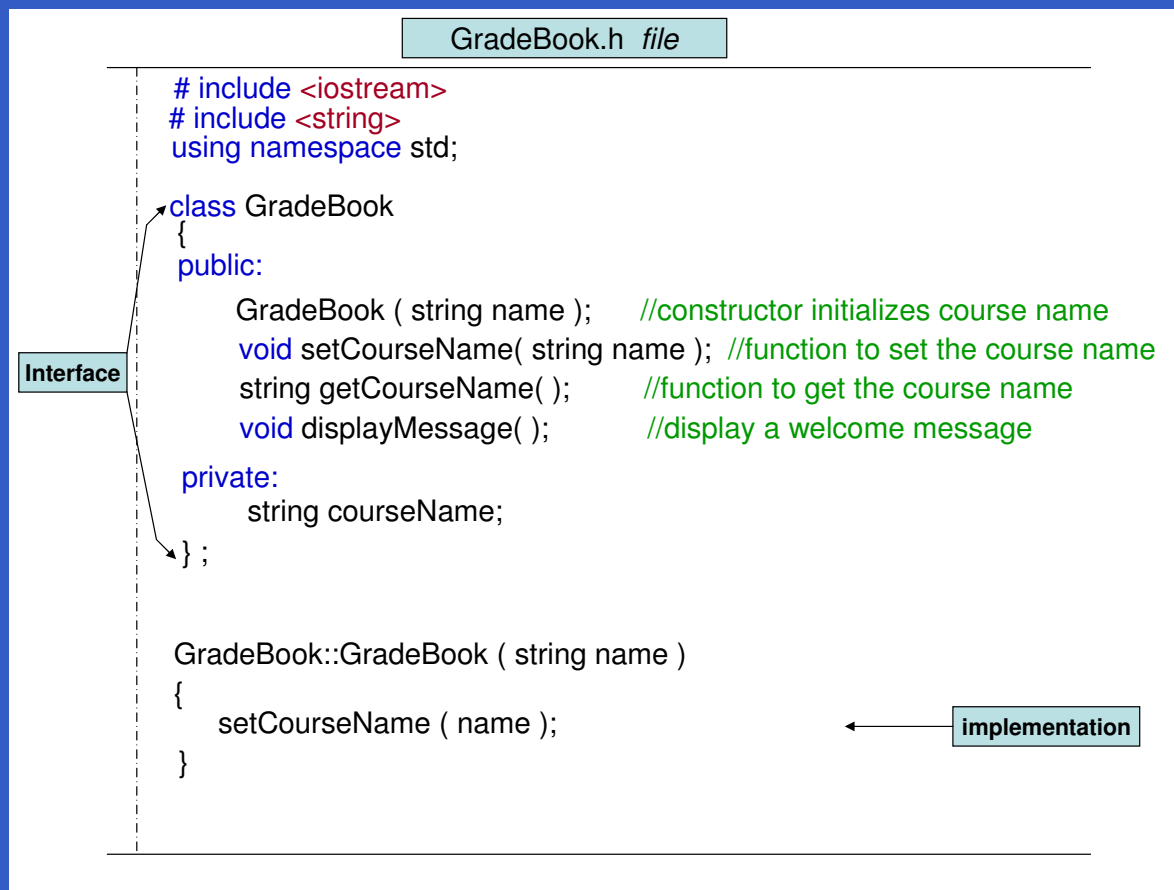 GradeBook.h file
# include <iostream>
# include <string>
using namespace std;
class GradeBook
{
public:
GradeBook ( string name ); //constructor initializes course name
void setCourseName( string name ); //function to set the course name
Interface
string getCourseName( ); //function to get the course name
void displayMessage( ); //display a welcome message
private:
string courseName;
} ;
GradeBook::GradeBook ( string name )
{
setCourseName ( name );
implementation
}